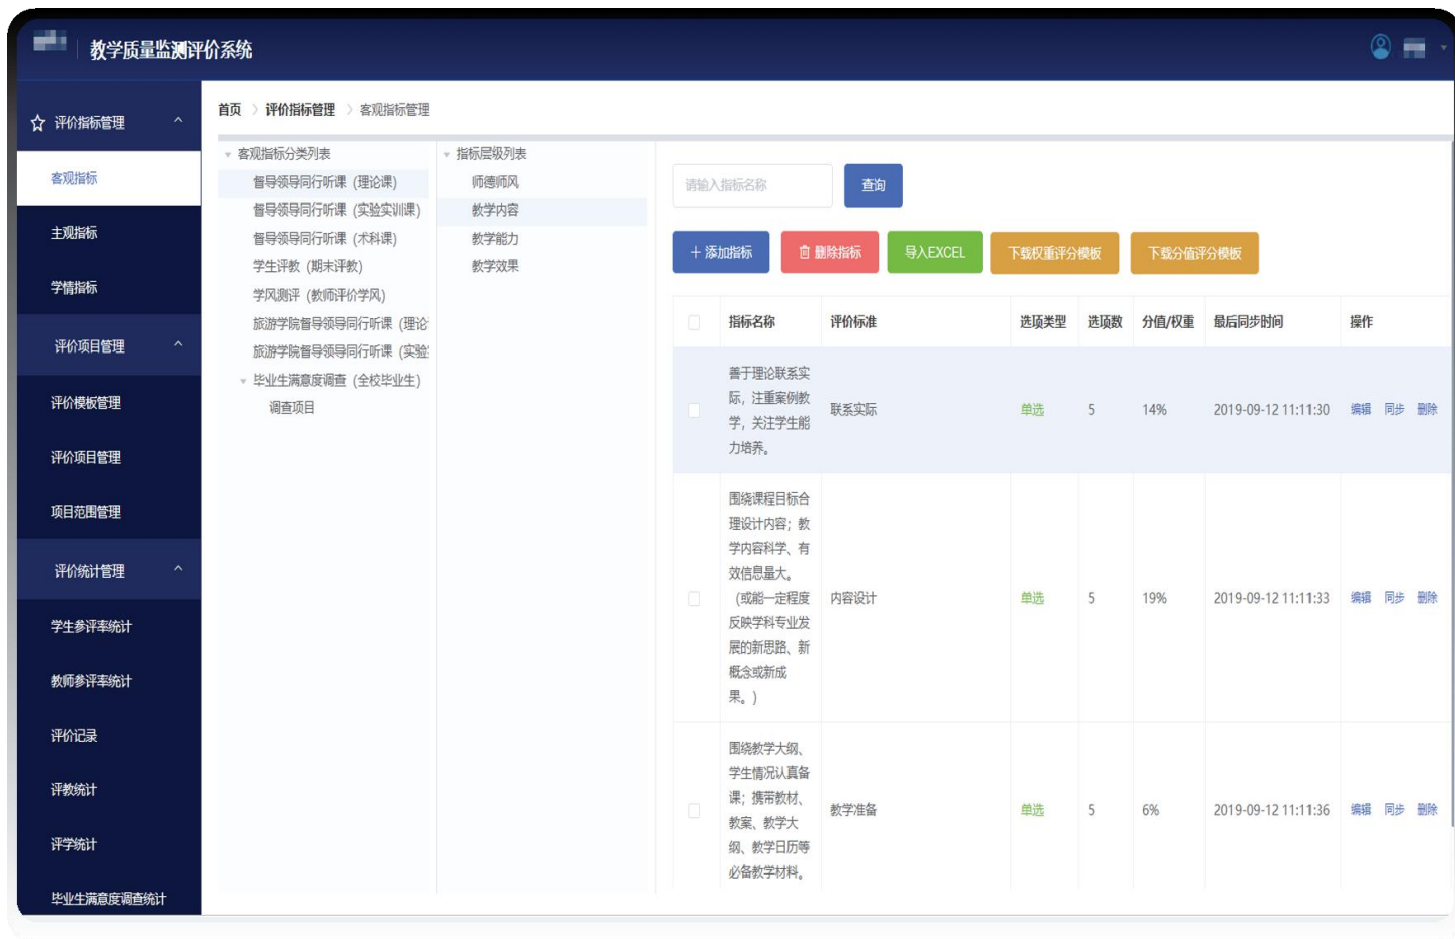 教学质量监测评价系统
评价指标管理
客观指标
主观指标
学情指标
评价项目管理
评价模板管理
评价项目管理
项目范围管理
评价统计管理
学生参评率统计
教师参评率统计
评价记录
评教统计
评学统计
毕业生满意度调查统计
首页 > 评价指标管理 > 客观指标管理
客观指标分类列表
督导领导同行听课（理论课）
督导领导同行听课（实验实训课）
督导领导同行听课（术科课）
学生评教（期末评教）
学风测评（教师评价学风）
旅游学院督导领导同行听课（理论
旅游学院督导领导同行听课（实验
毕业生满意度调查（全校毕业生）
调查项目
指标层级列表
师德师风
教学内容
教学能力
教学效果
请输入指标名称 查询
+ 添加指标 删除指标 导入EXCEL 下载权重评分模板 下载分值评分模板
指标名称 评价标准 选项类型 选项数 分值/权重 最后同步时间 操作
善于理论联系实
际，注重案例教
学，关注学生能
力培养。
联系实际 单选 5 14% 2019-09-12 11:11:30 编辑 同步 删除
围绕课程目标合
理设计内容；教
学内容科学、有
效信息量大。
（或能一定程度
反映学科专业发
展的新思路、新
概念或新成
果。）
内容设计 单选 5 19% 2019-09-12 11:11:33 编辑 同步 删除
围绕教学大纲、
学生情况认真备
课；携带教材、
教案、教学大
纲、教学日历等
必备教学材料。
教学准备 单选 5 6% 2019-09-12 11:11:36 编辑 同步 删除